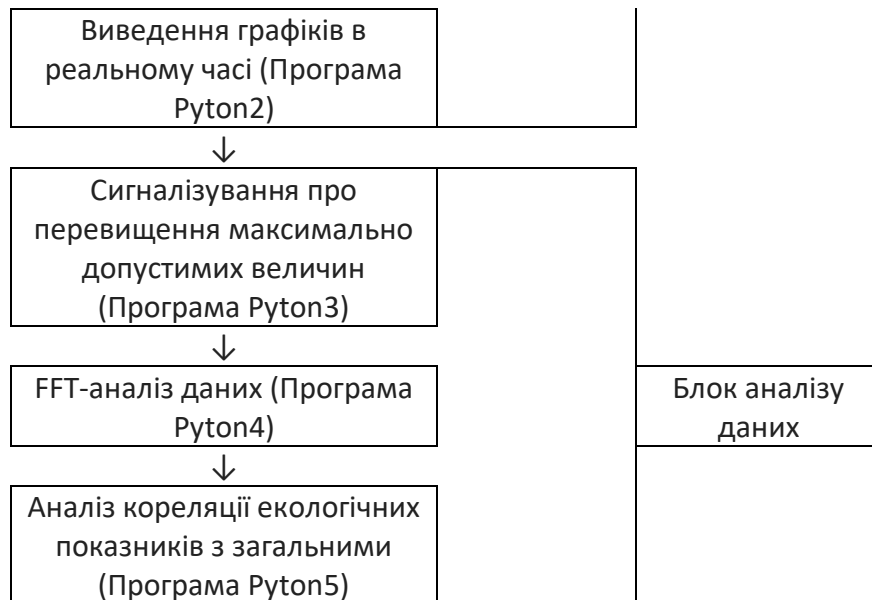 Виведення графіків в
реальному часі (Програма
Pyton2)
↓
Сигналізування про
перевищення максимально
допустимих величин
(Програма Pyton3)
↓
FFT-аналіз даних (Програма
Pyton4)
↓
Аналіз кореляції екологічних
показників з загальними
(Програма Pyton5)
Блок аналізу
даних